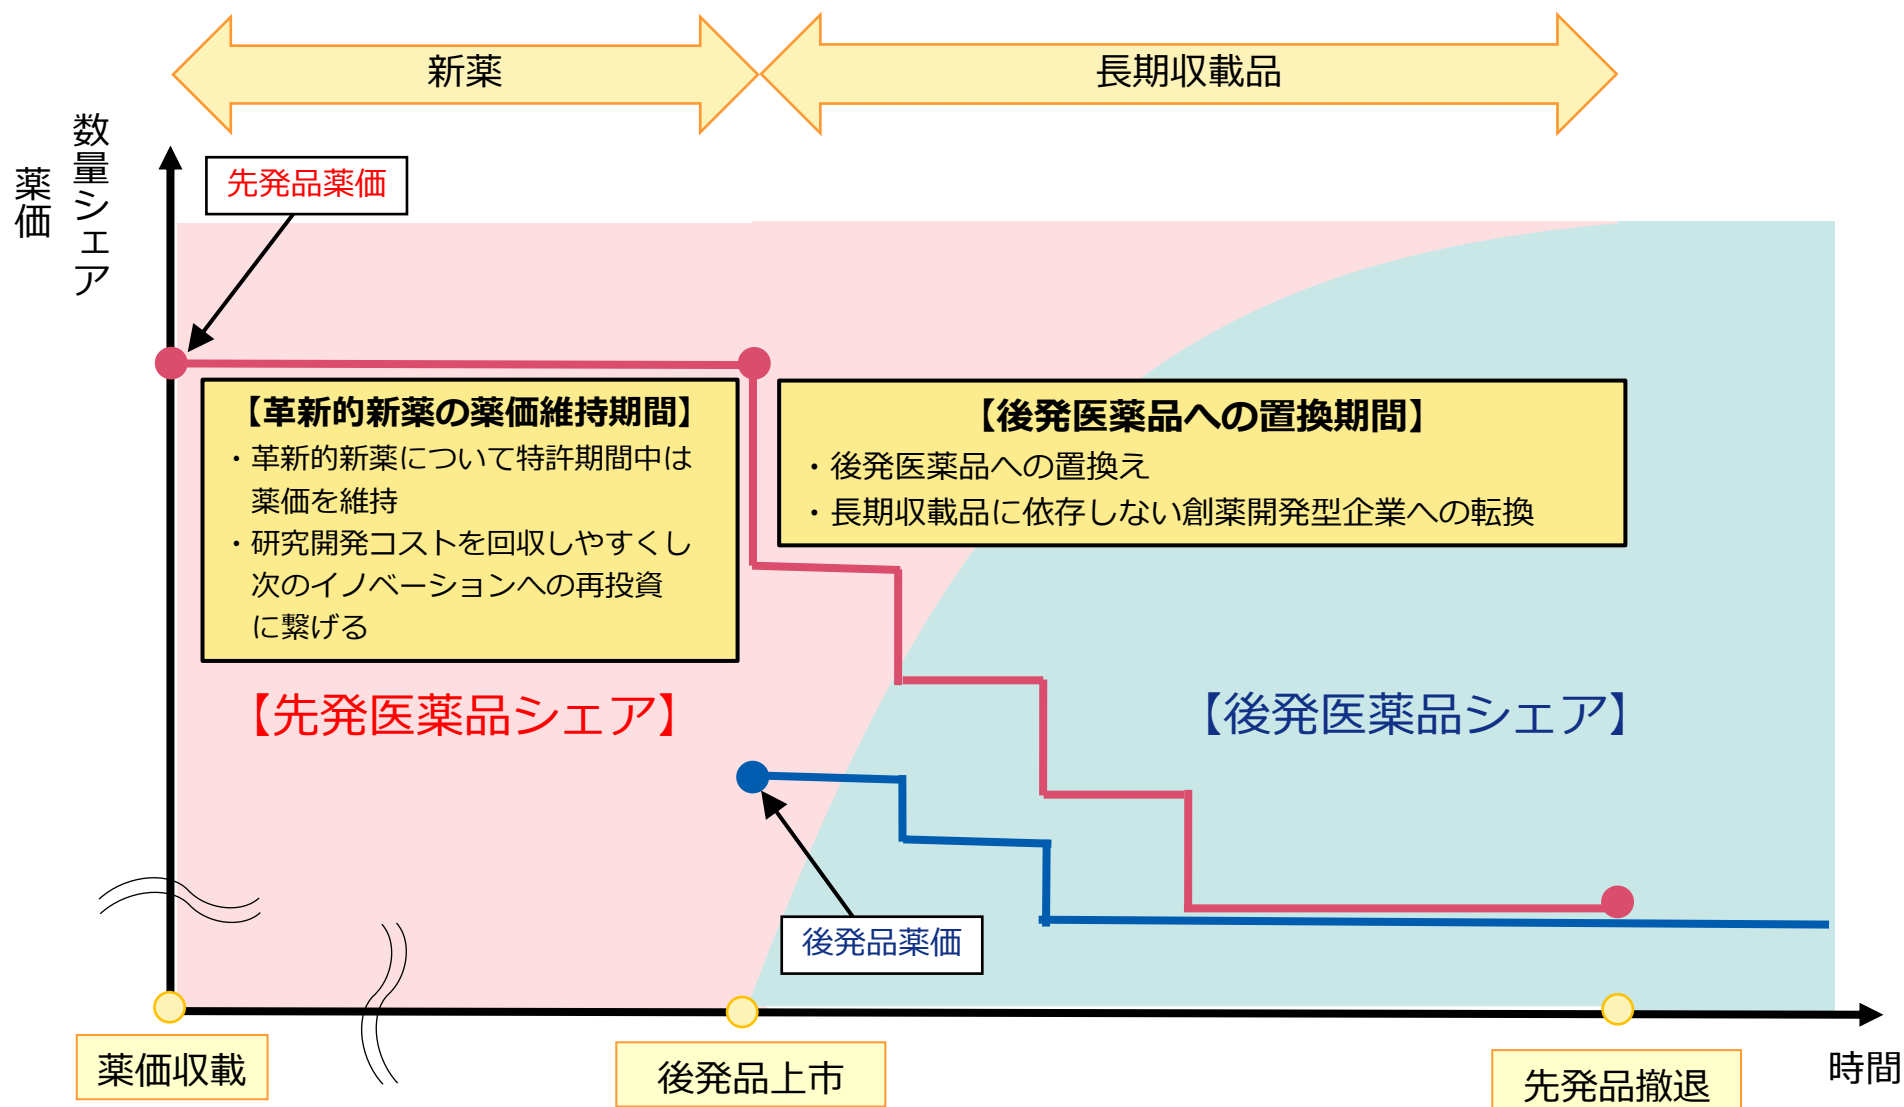 新薬
長期収載品
薬価
数量シェア
先発品薬価
【革新的新薬の薬価維持期間】
・革新的新薬について特許期間中は
薬価を維持
・研究開発コストを回収しやすくし
次のイノベーションへの再投資
に繋げる
【後発医薬品への置換期間】
・後発医薬品への置換え
・長期収載品に依存しない創薬開発型企業への転換
【先発医薬品シェア】
【後発医薬品シェア】
後発品薬価
薬価収載
後発品上市
先発品撤退
時間